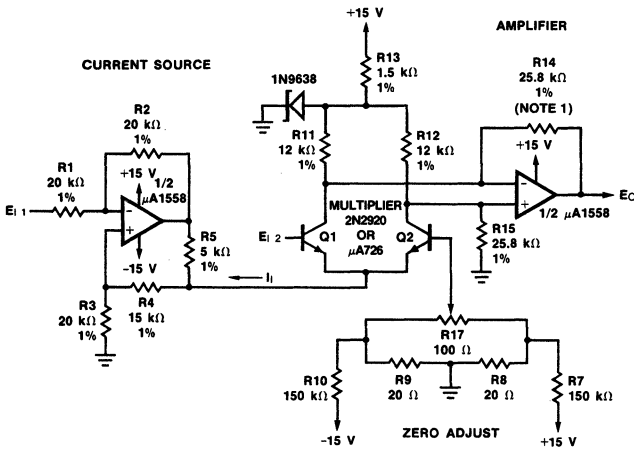 +15 V
AMPLIFIER
CURRENT SOURCE
R13
1.5 kΩ
1%
1N9638
R14
25.8 kΩ
1%
(NOTE 1)
R2
20 kΩ
1%
R11
12 kΩ
1%
R12
12 kΩ
1%
+15 V
R1
20 kΩ
1%
+15 V
1/2
μA1558
-
+
EI 1
-15 V
R5
5 kΩ
1%
MULTIPLIER
2N2920
OR
μA726
EI 2
Q1
Q2
-
+
EO
1/2 μA1558
R15
25.8 kΩ
1%
II
R3
20 kΩ
1%
R4
15 kΩ
1%
R17
100 Ω
R10
150 kΩ
R9
20 Ω
R8
20 Ω
R7
150 kΩ
-15 V
ZERO ADJUST
+15 V